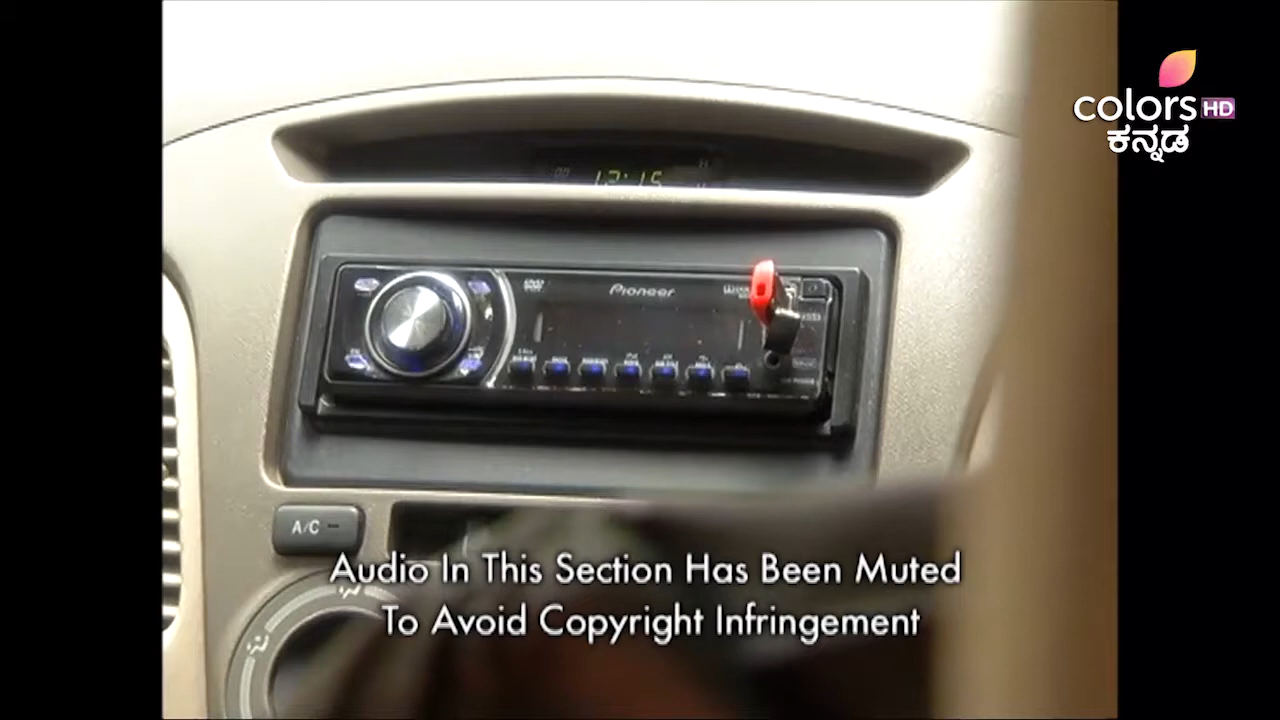 colors HD
ಕನ್ನಡ
12:15
Pioneer
A/C
Audio In This Section Has Been Muted
To Avoid Copyright Infringement